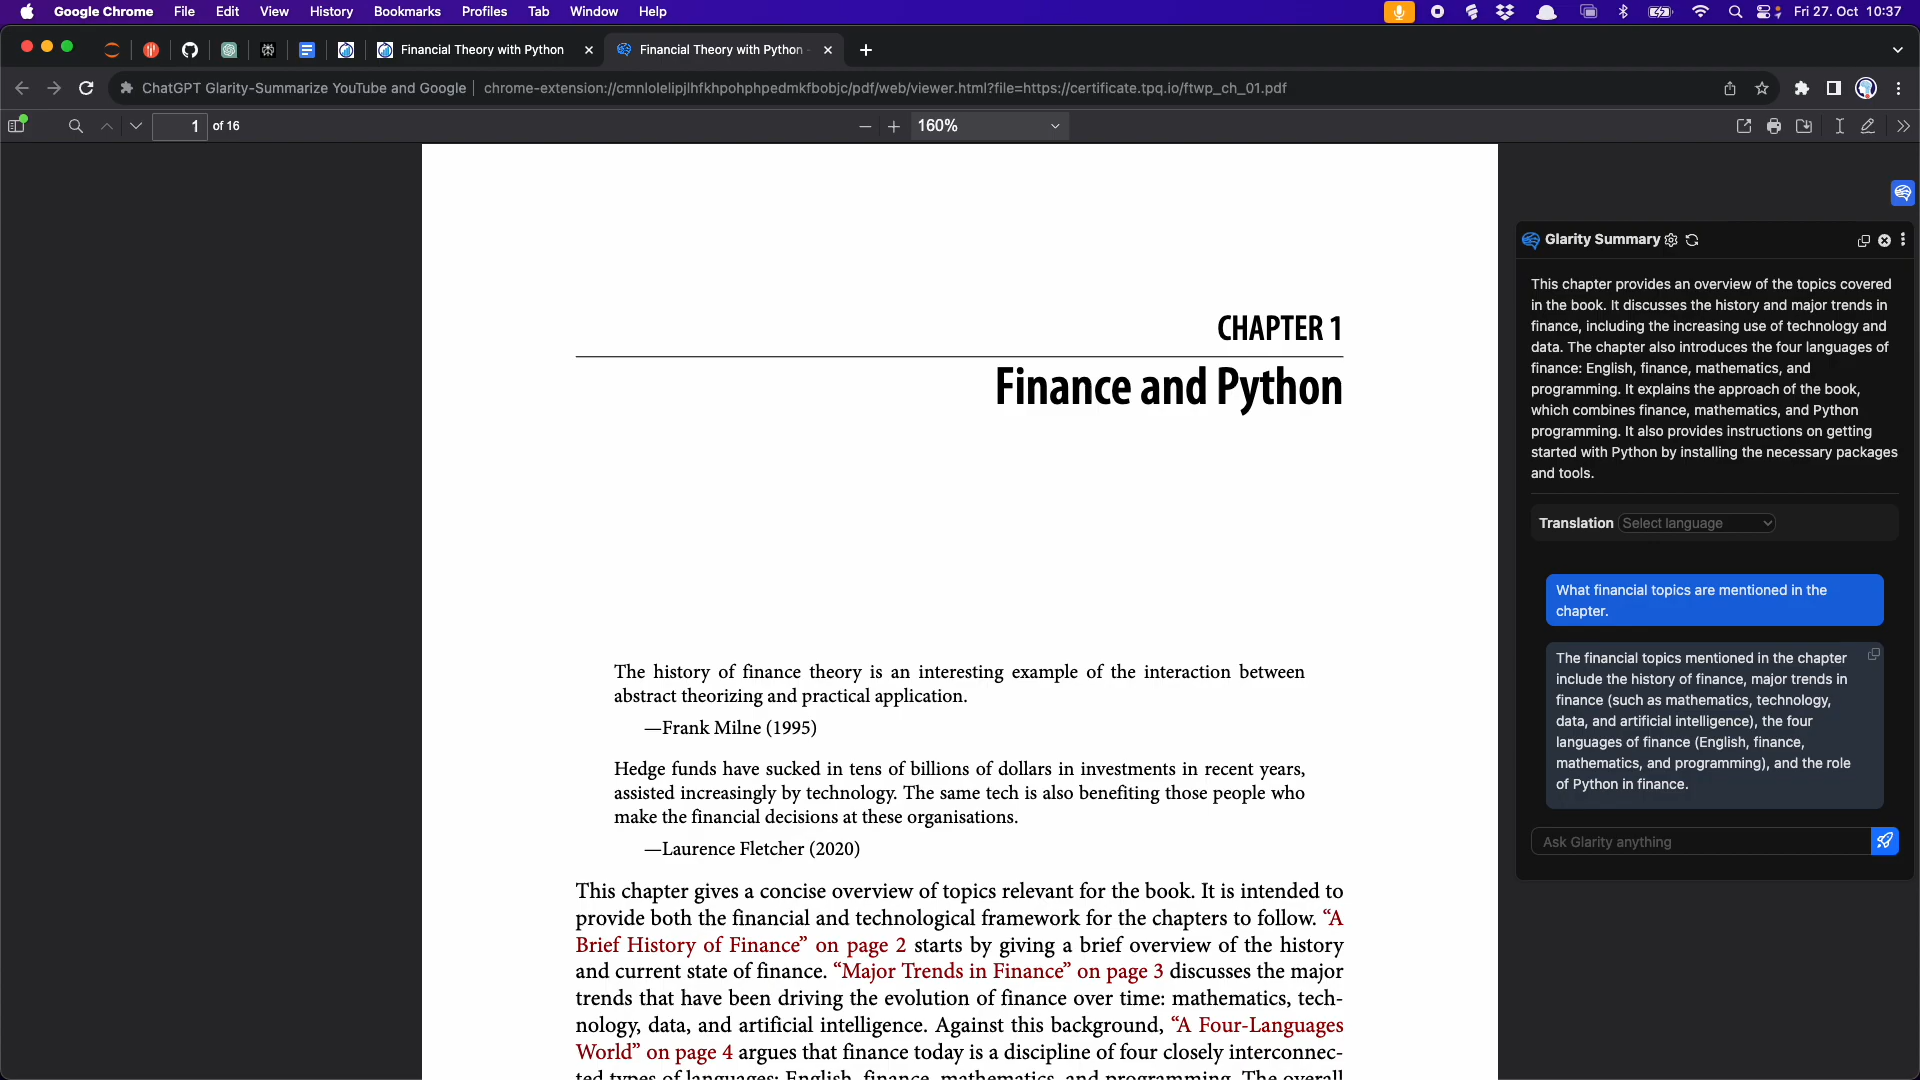 Google Chrome File Edit View History Bookmarks Profiles Tab Window Help Fri 27. Oct 10:37
Financial Theory with Python Financial Theory with Python
ChatGPT Glarity-Summarize YouTube and Google chrome-extension://cmnlolelipjlhfkhpohphpedmkfbobjc/pdf/web/viewer.html?file=https://certificate.tpq.io/ftwp_ch_01.pdf
1 of 16 160%
CHAPTER 1
Finance and Python
The history of finance theory is an interesting example of the interaction between
abstract theorizing and practical application.
—Frank Milne (1995)
Hedge funds have sucked in tens of billions of dollars in investments in recent years,
assisted increasingly by technology. The same tech is also benefiting those people who
make the financial decisions at these organisations.
—Laurence Fletcher (2020)
This chapter gives a concise overview of topics relevant for the book. It is intended to
provide both the financial and technological framework for the chapters to follow. “A
Brief History of Finance” on page 2 starts by giving a brief overview of the history
and current state of finance. “Major Trends in Finance” on page 3 discusses the major
trends that have been driving the evolution of finance over time: mathematics, tech-
nology, data, and artificial intelligence. Against this background, “A Four-Languages
World” on page 4 argues that finance today is a discipline of four closely interconnec-
ted types of languages: English, finance, mathematics, and programming. The overall
Glarity Summary
This chapter provides an overview of the topics covered
in the book. It discusses the history and major trends in
finance, including the increasing use of technology and
data. The chapter also introduces the four languages of
finance: English, finance, mathematics, and
programming. It explains the approach of the book,
which combines finance, mathematics, and Python
programming. It also provides instructions on getting
started with Python by installing the necessary packages
and tools.
Translation Select language
What financial topics are mentioned in the
chapter.
The financial topics mentioned in the chapter
include the history of finance, major trends in
finance (such as mathematics, technology,
data, and artificial intelligence), the four
languages of finance (English, finance,
mathematics, and programming), and the role
of Python in finance.
Ask Glarity anything